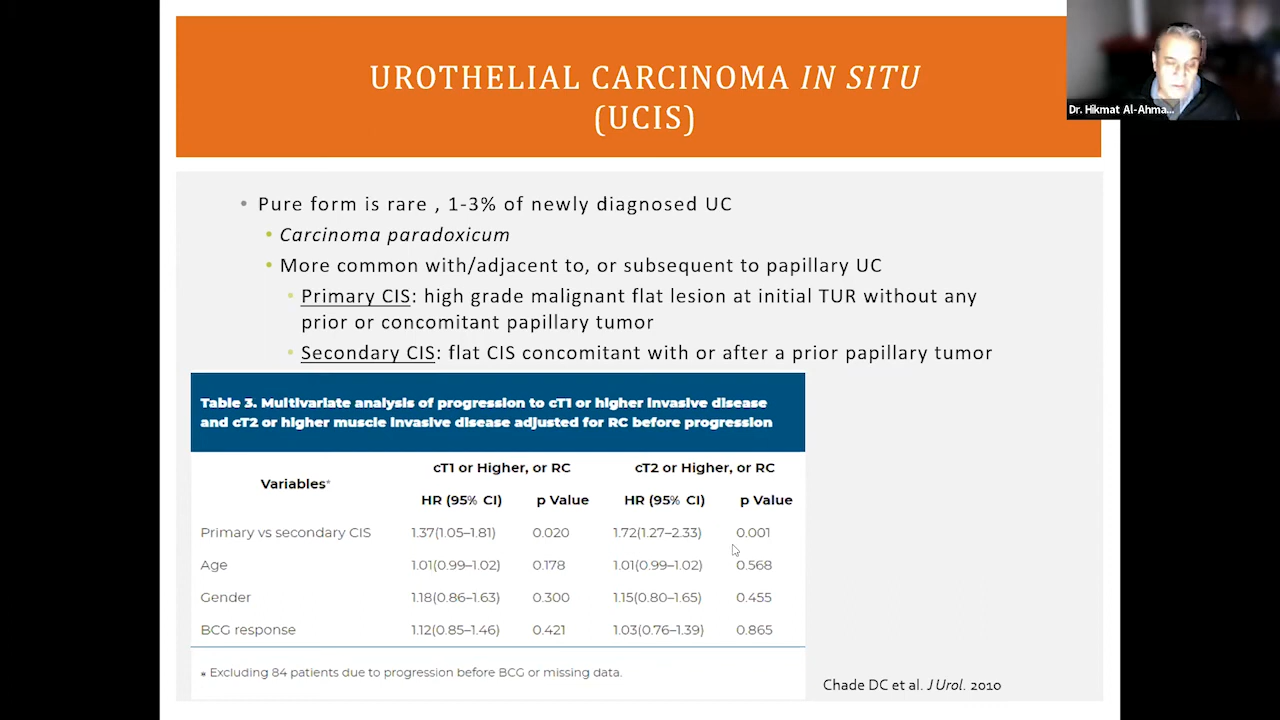 UROTHELIAL CARCINOMA IN SITU
(UCIS)
Dr. Hikmat Al-Ahma...
• Pure form is rare , 1-3% of newly diagnosed UC
• Carcinoma paradoxicum
• More common with/adjacent to, or subsequent to papillary UC
• Primary CIS: high grade malignant flat lesion at initial TUR without any
prior or concomitant papillary tumor
• Secondary CIS: flat CIS concomitant with or after a prior papillary tumor
Table 3. Multivariate analysis of progression to cT1 or higher invasive disease
and cT2 or higher muscle invasive disease adjusted for RC before progression
Variables* cT1 or Higher, or RC cT2 or Higher, or RC
HR (95% CI) p Value HR (95% CI) p Value
Primary vs secondary CIS 1.37(1.05–1.81) 0.020 1.72(1.27–2.33) 0.001
Age 1.01(0.99–1.02) 0.178 1.01(0.99–1.02) 0.568
Gender 1.18(0.86–1.63) 0.300 1.15(0.80–1.65) 0.455
BCG response 1.12(0.85–1.46) 0.421 1.03(0.76–1.39) 0.865
* Excluding 84 patients due to progression before BCG or missing data.
Chade DC et al. J Urol. 2010